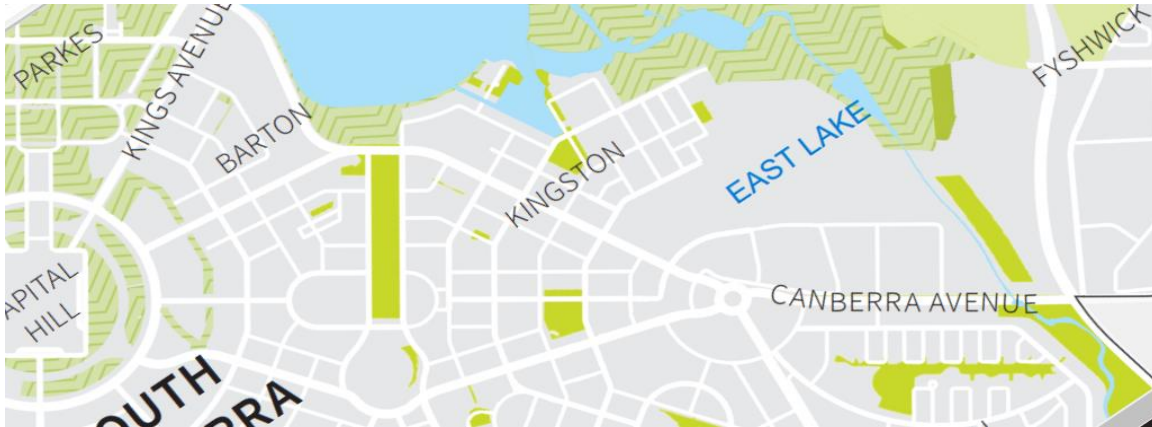 PARKES
KINGS AVENUE
BARTON
KINGSTON
EAST LAKE
FYSHWICK
APITAL
HILL
CANBERRA AVENUE
OUTH
RRA